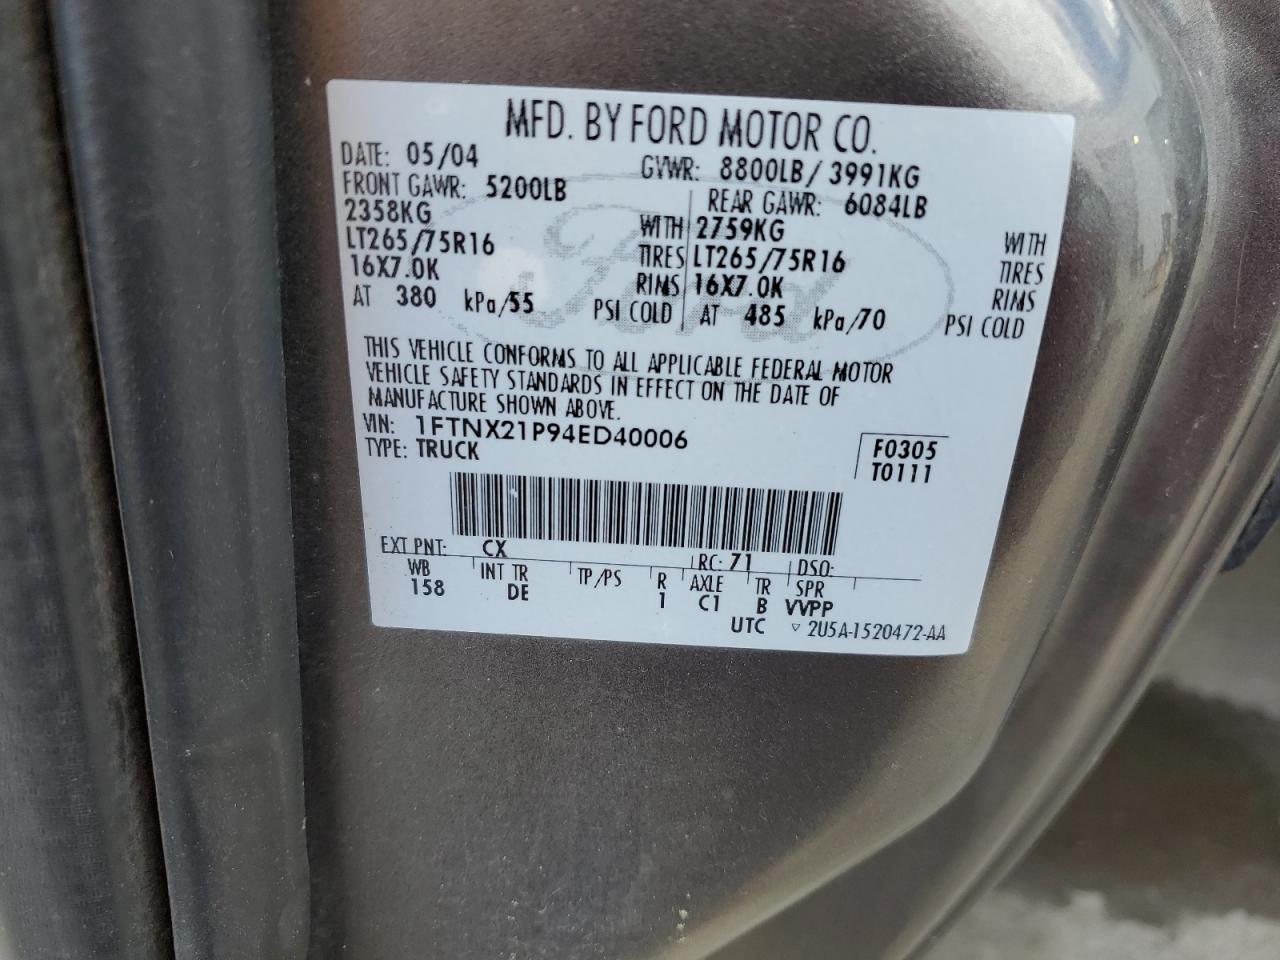 MFD. BY FORD MOTOR CO.
DATE: 05/04 GVWR: 8800LB/ 3991KG
FRONT GAWR: 5200LB REAR GAWR: 6084LB
2358KG WITH 2759KG WITH
LT265/75R16 TIRES LT265/75R16 TIRES
16X7.0K RIMS 16X7.0K RIMS
AT 380 kPa/55 PSI COLD AT 485 kPa/70 PSI COLD
Ford
THIS VEHICLE CONFORMS TO ALL APPLICABLE FEDERAL MOTOR
VEHICLE SAFETY STANDARDS IN EFFECT ON THE DATE OF
MANUFACTURE SHOWN ABOVE.
VIN: 1FTNX21P94ED40006 F0305
TYPE: TRUCK T0111
EXT PNT: CX RC: 71 DSO:
WB INT TR TP/PS R AXLE TR SPR
158 DE 1 C1 B VVPP
UTC ▽ 2U5A-1520472-AA